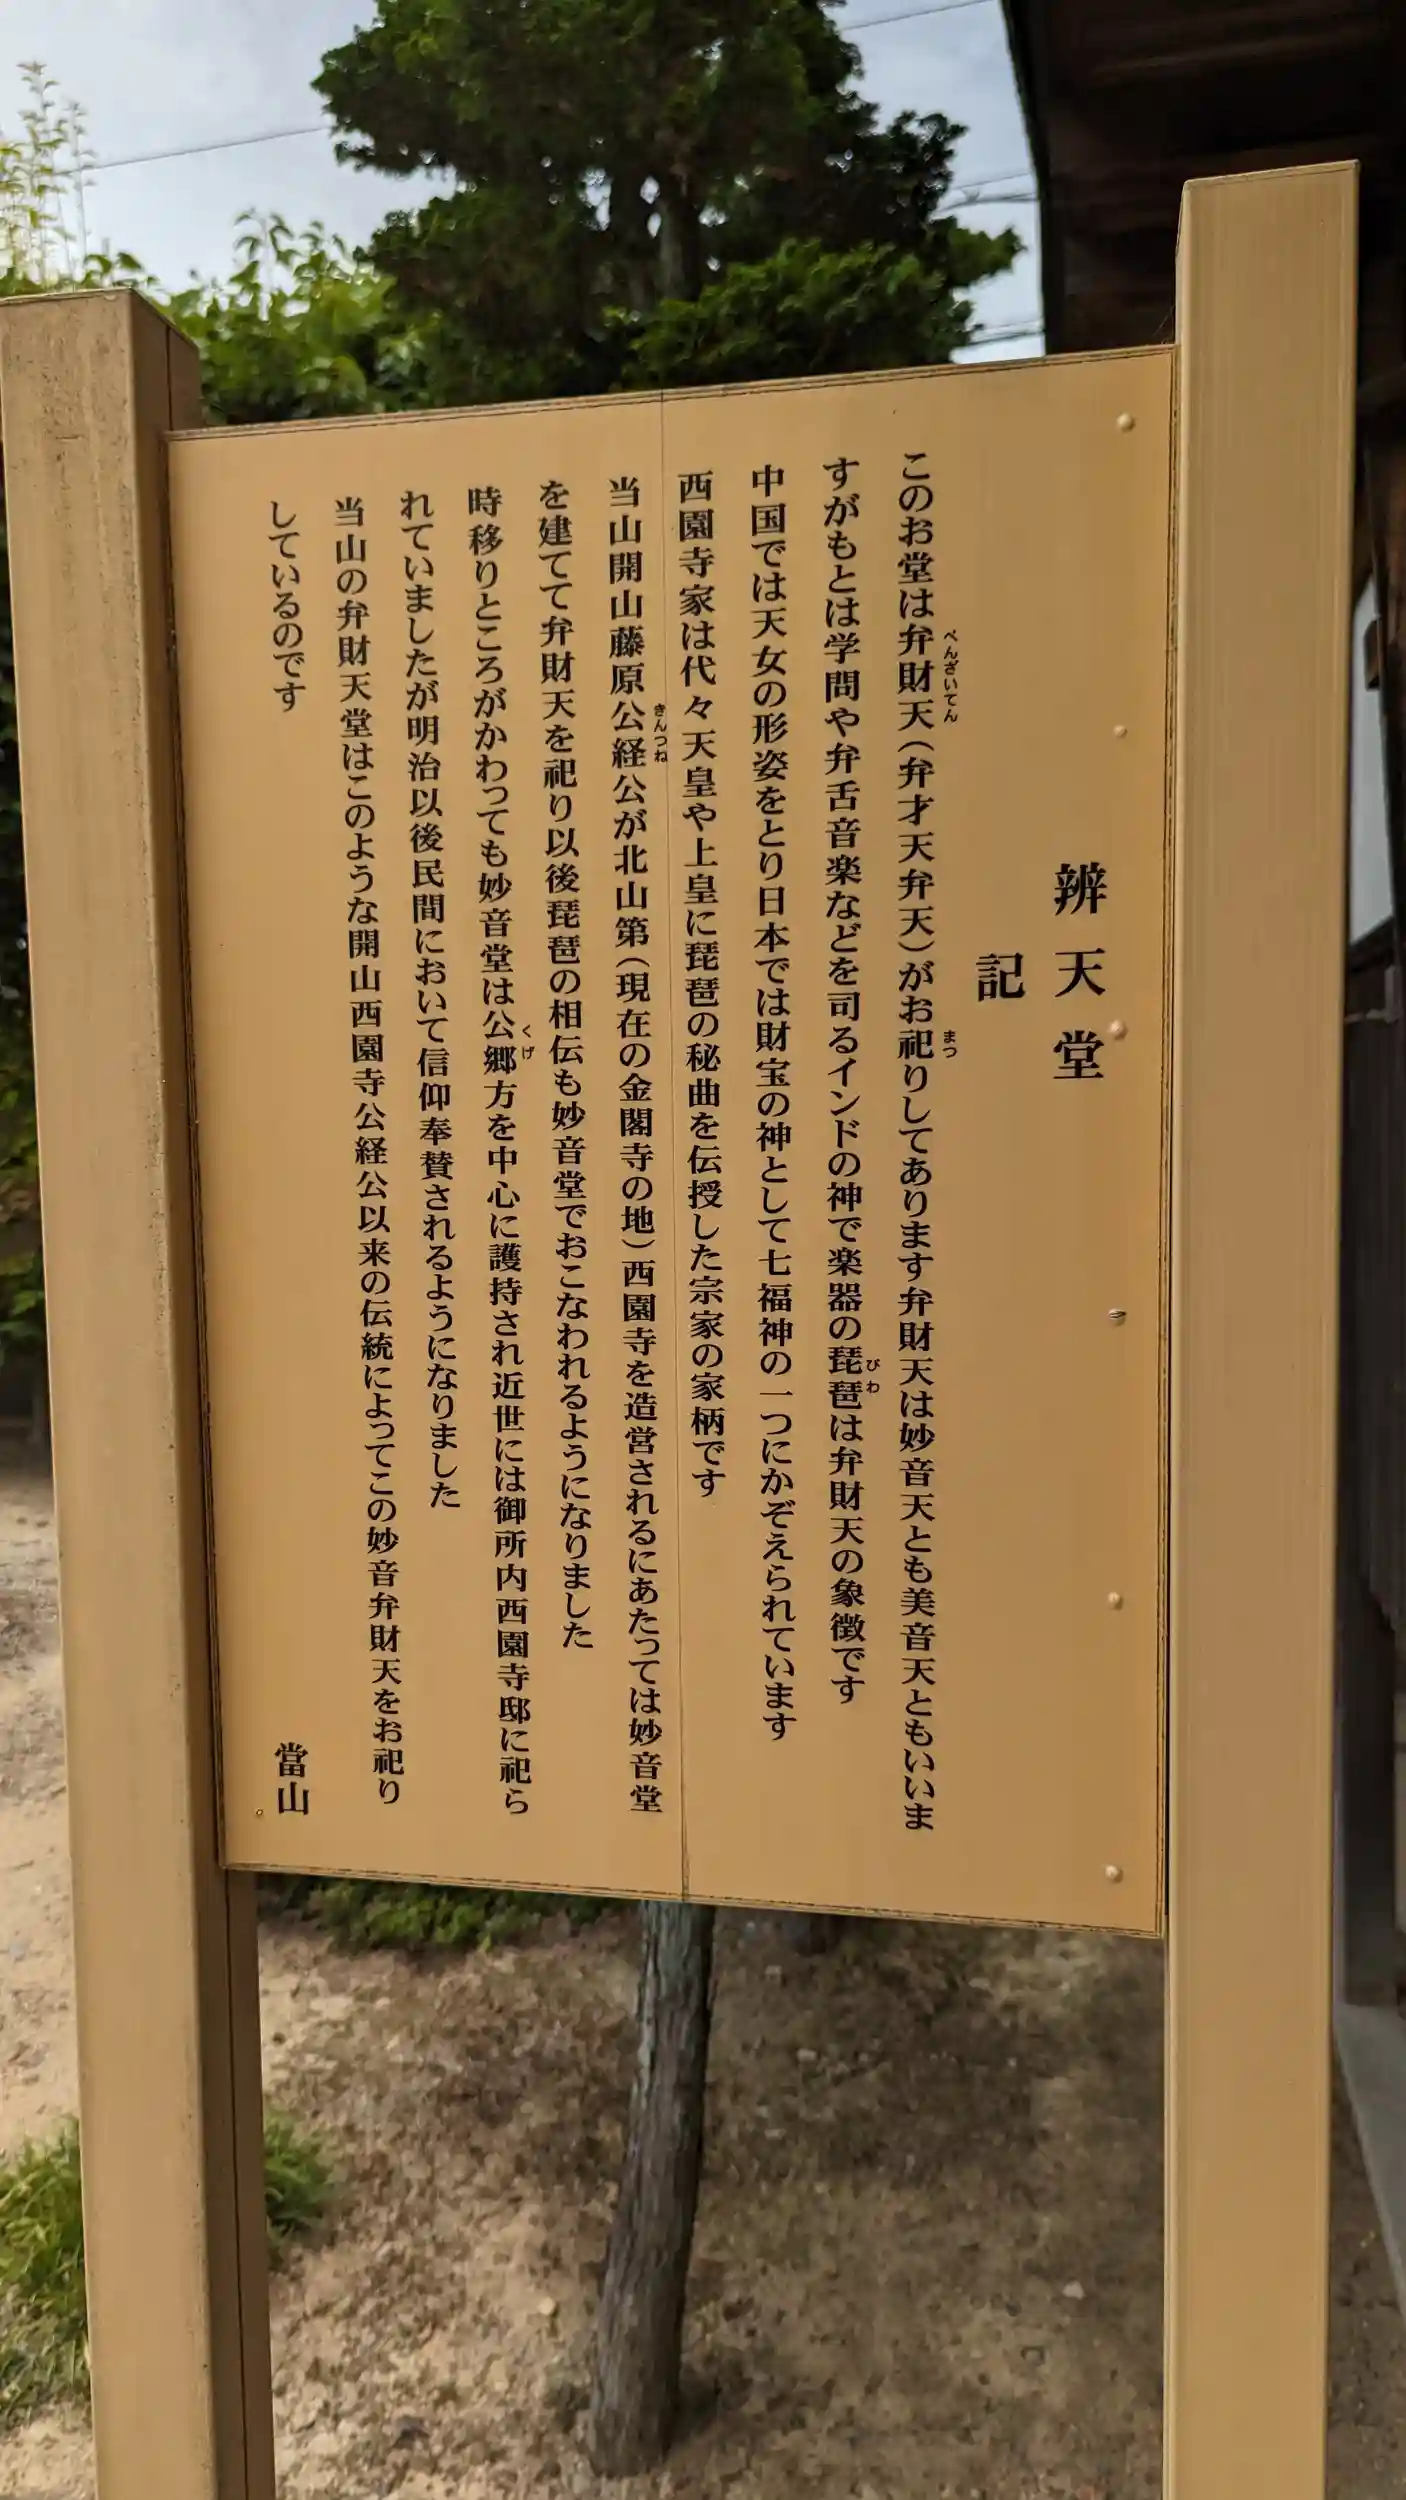 辨天堂
記
このお堂は弁財天（弁才天弁天）がお祀りしてあります弁財天は妙音天とも美音天ともいいま
べんざいてん
まつ
すがもとは学問や弁舌音楽などを司るインドの神で楽器の琵琶は弁財天の象徴です
びわ
中国では天女の形姿をとり日本では財宝の神として七福神の一つにかぞえられています
西園寺家は代々天皇や上皇に琵琶の秘曲を伝授した宗家の家柄です
当山開山藤原公経公が北山第（現在の金閣寺の地）西園寺を造営されるにあたっては妙音堂
きんつね
を建てて弁財天を祀り以後琵琶の相伝も妙音堂でおこなわれるようになりました
時移りところがかわっても妙音堂は公郷方を中心に護持され近世には御所内西園寺邸に祀ら
くげ
れていましたが明治以後民間において信仰奉賛されるようになりました
当山の弁財天堂はこのような開山西園寺公経公以来の伝統によってこの妙音弁財天をお祀り
しているのです
當山